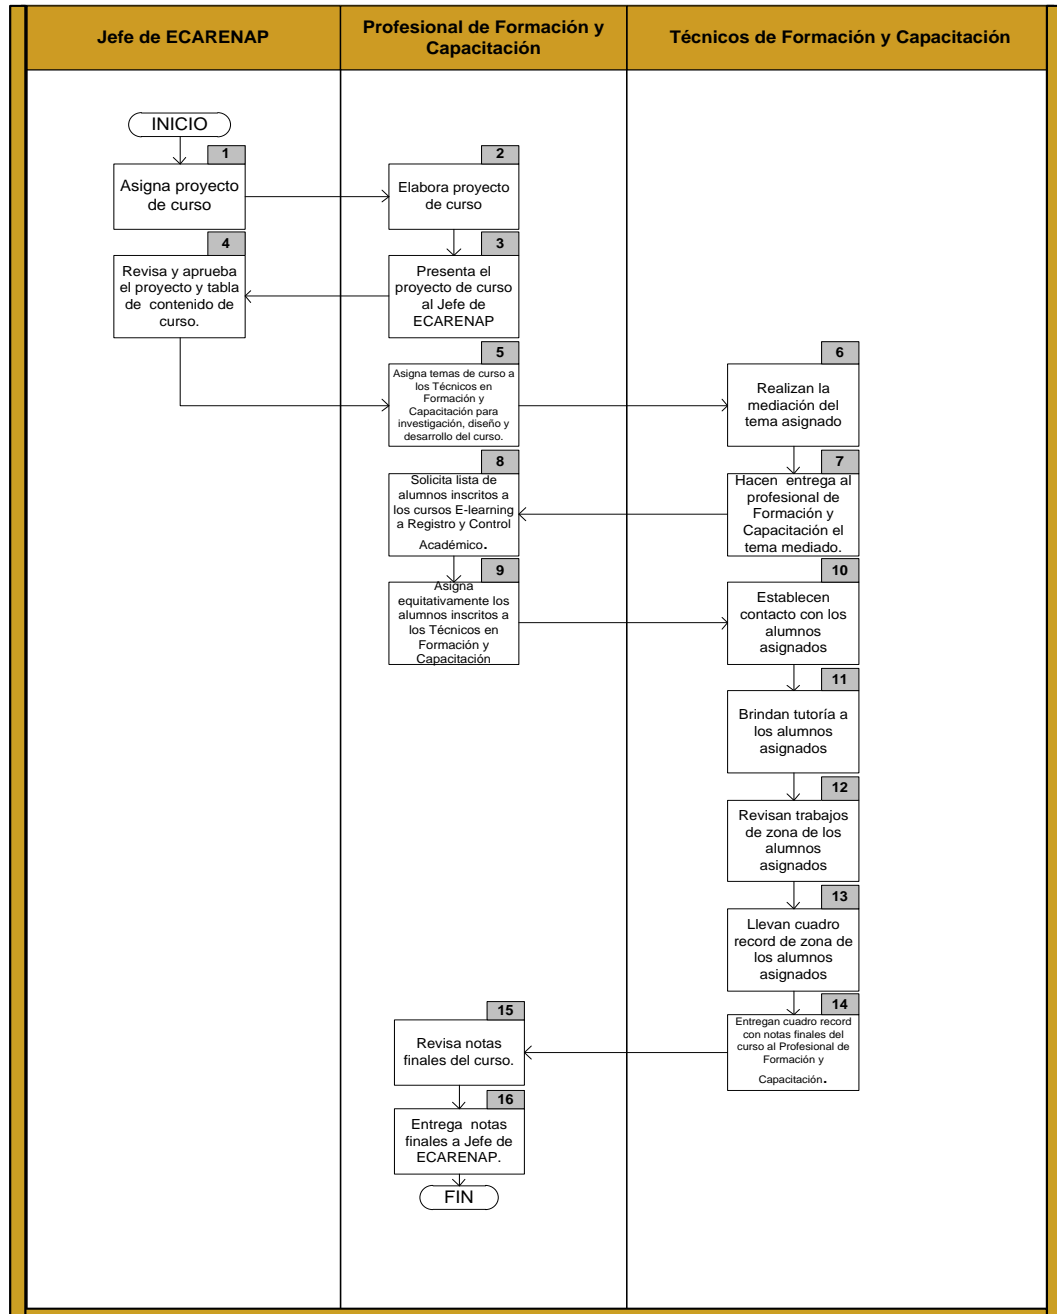 Jefe de ECARENAP
Profesional de Formación y
Capacitación
Técnicos de Formación y Capacitación
INICIO
1
Asigna proyecto
de curso
2
Elabora proyecto
de curso
3
Presenta el
proyecto de curso
al Jefe de
ECARENAP
4
Revisa y aprueba
el proyecto y tabla
de contenido de
curso.
5
Asigna temas de curso a
los Técnicos en
Formación y
Capacitación para
investigación, diseño y
desarrollo del curso.
6
Realizan la
mediación del
tema asignado
7
Hacen entrega al
profesional de
Formación y
Capacitación el
tema mediado.
8
Solicita lista de
alumnos inscritos a
los cursos E-learning
a Registro y Control
Académico.
9
Asigna
equitativamente los
alumnos inscritos a
los Técnicos en
Formación y
Capacitación
10
Establecen
contacto con los
alumnos
asignados
11
Brindan tutoría a
los alumnos
asignados
12
Revisan trabajos
de zona de los
alumnos
asignados
13
Llevan cuadro
record de zona de
los alumnos
asignados
14
Entregan cuadro record
con notas finales del
curso al Profesional de
Formación y
Capacitación.
15
Revisa notas
finales del curso.
16
Entrega notas
finales a Jefe de
ECARENAP.
FIN